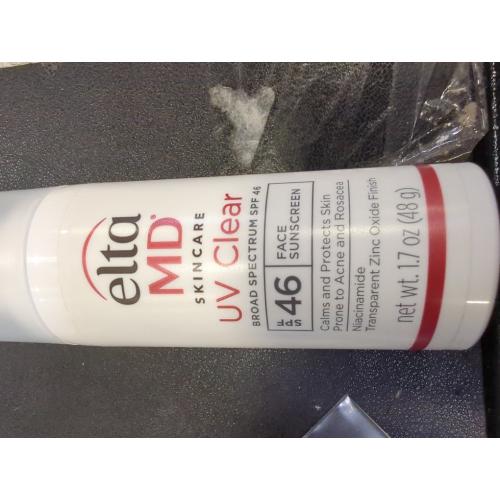 elta
MD®
SKINCARE
UV Clear
BROAD SPECTRUM SPF 46
SPF 46
FACE
SUNSCREEN
Calms and Protects Skin
Prone to Acne and Rosacea
Niacinamide
Transparent Zinc Oxide Finish
net wt. 1.7 oz (48 g)